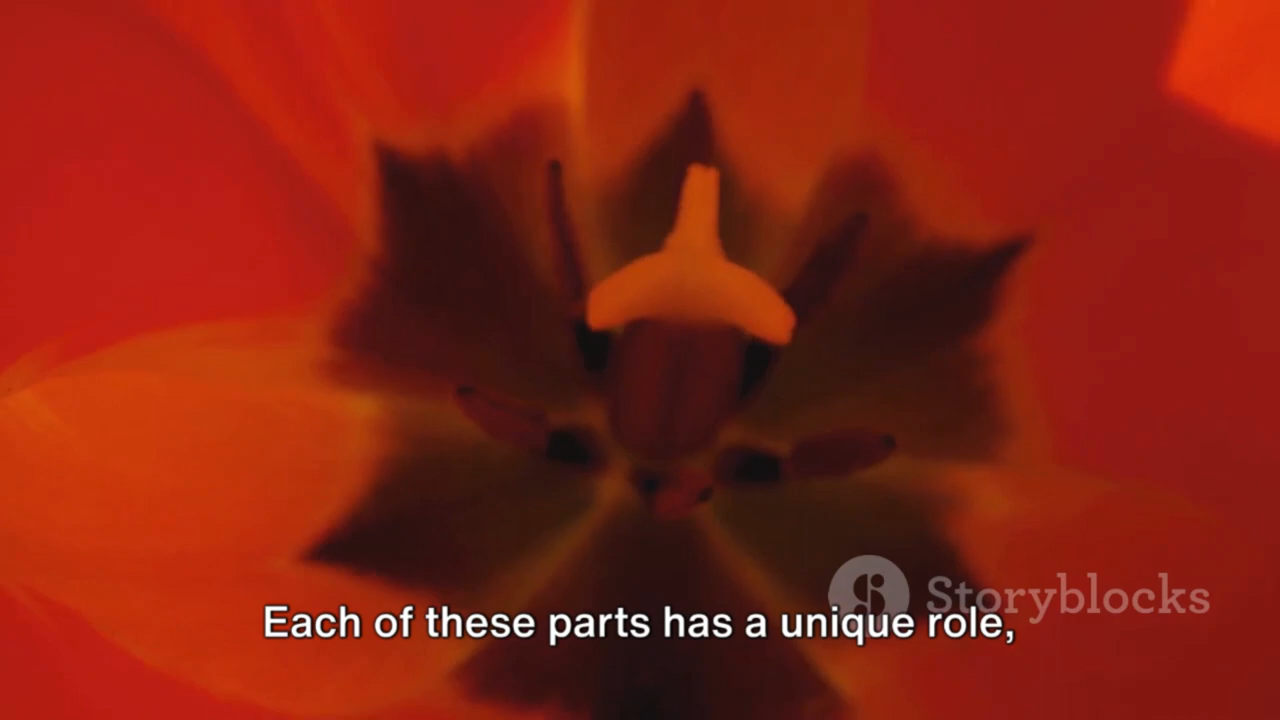 Storyblocks
Each of these parts has a unique role,